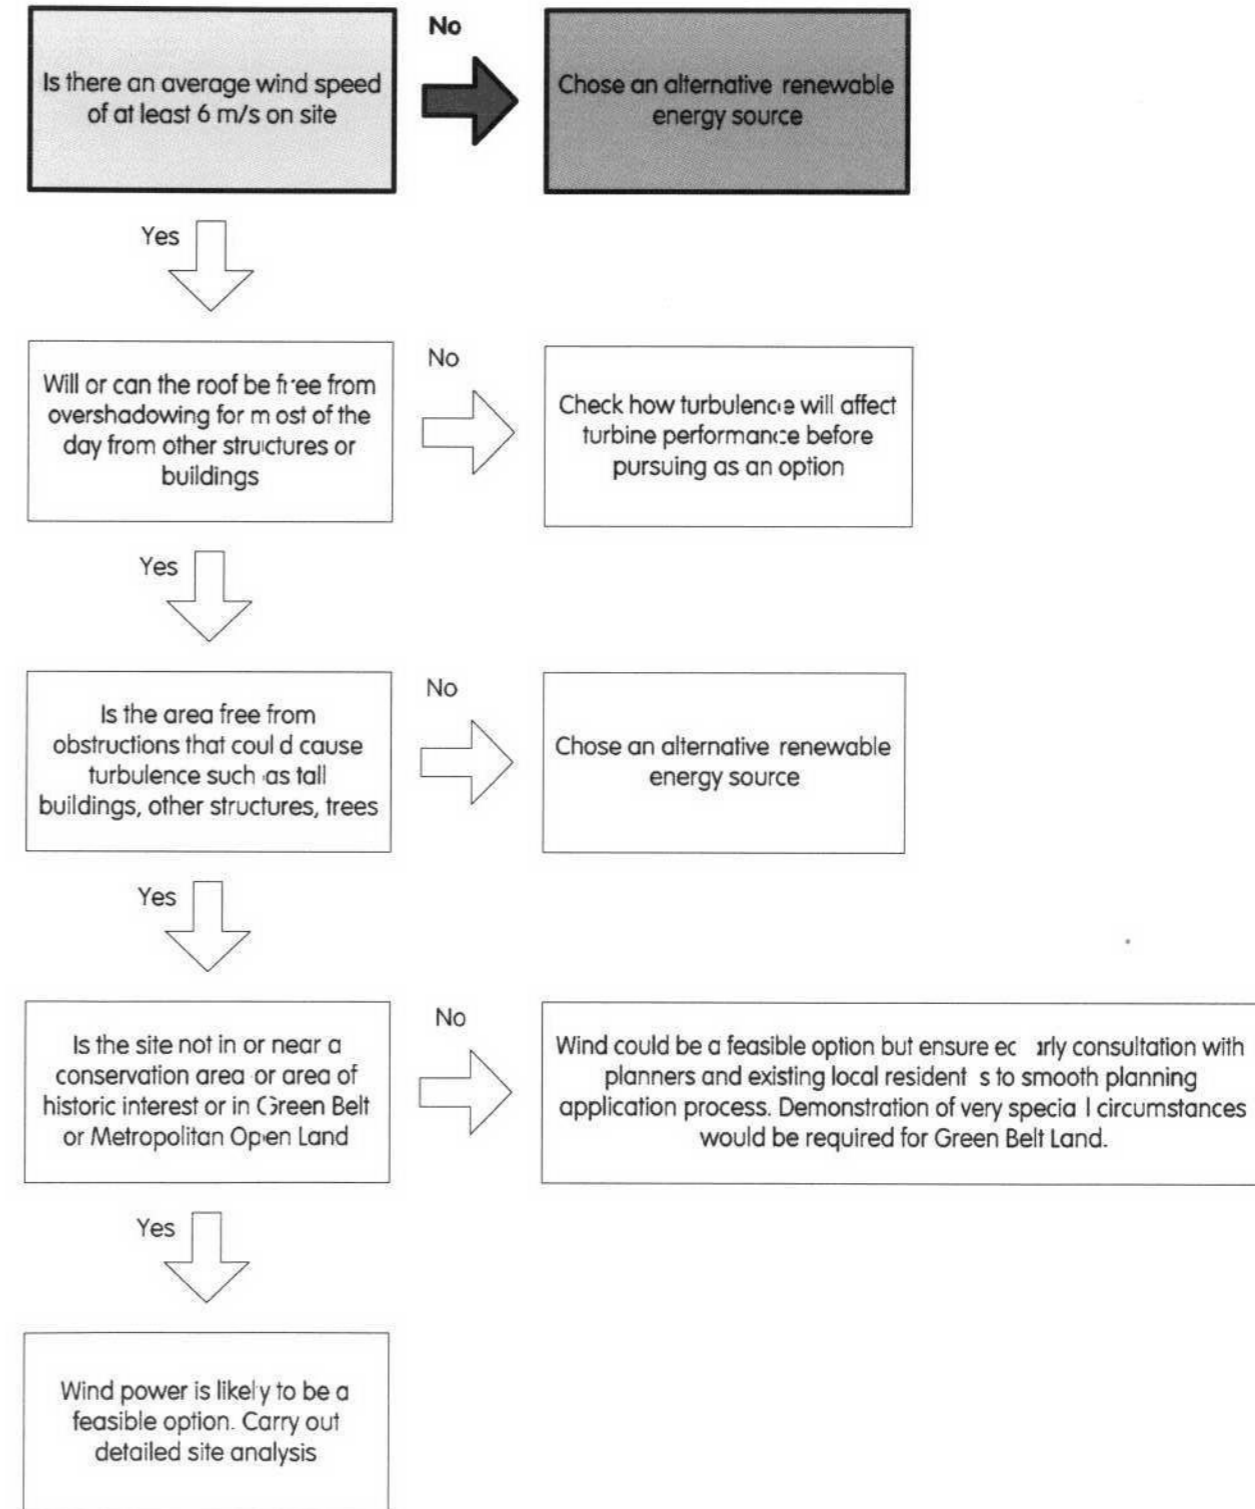 No
Is there an average wind speed
of at least 6 m/s on site
Chose an alternative renewable
energy source
Yes
No
Will or can the roof be free from
overshadowing for most of the
day from other structures or
buildings
Check how turbulence will affect
turbine performance before
pursuing as an option
Yes
No
Is the area free from
obstructions that could cause
turbulence such as tall
buildings, other structures, trees
Chose an alternative renewable
energy source
Yes
No
Is the site not in or near a
conservation area or area of
historic interest or in Green Belt
or Metropolitan Open Land
Wind could be a feasible option but ensure early consultation with
planners and existing local residents to smooth planning
application process. Demonstration of very special circumstances
would be required for Green Belt Land.
Yes
Wind power is likely to be a
feasible option. Carry out
detailed site analysis